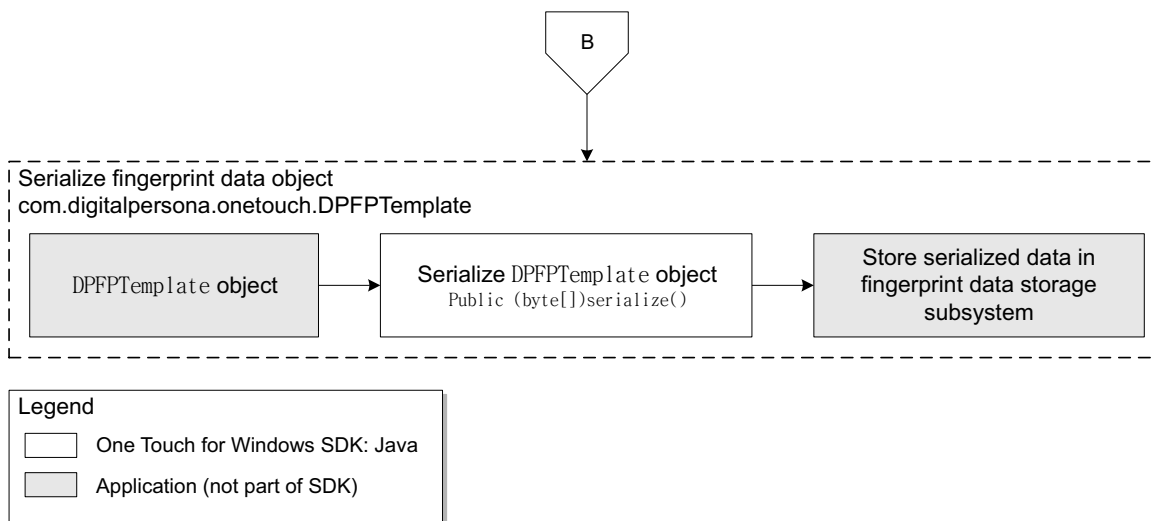 B
Serialize fingerprint data object
com.digitalpersona.onetouch.DPFPTemplate
DPFPTemplate object
Serialize DPFPTemplate object
Public (byte[])serialize()
Store serialized data in
fingerprint data storage
subsystem
Legend
One Touch for Windows SDK: Java
Application (not part of SDK)